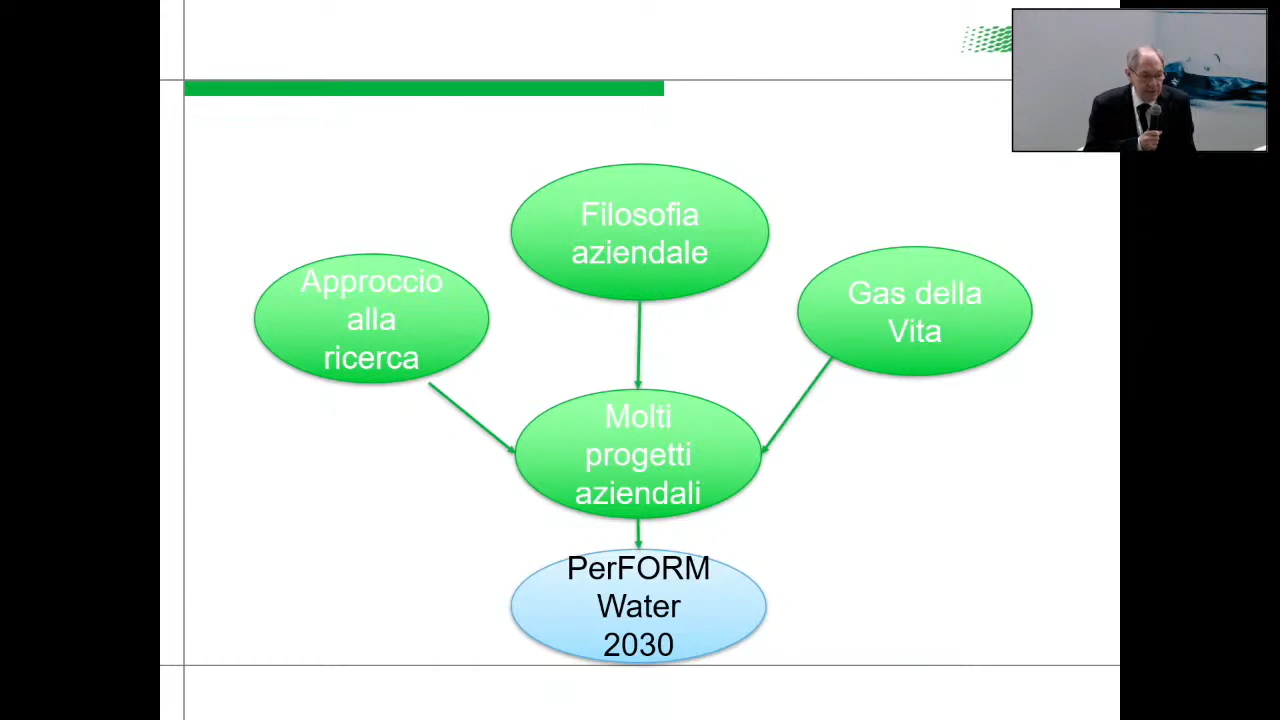 Filosofia
aziendale
Approccio
alla
ricerca
Gas della
Vita
Molti
progetti
aziendali
PerFORM
Water
2030